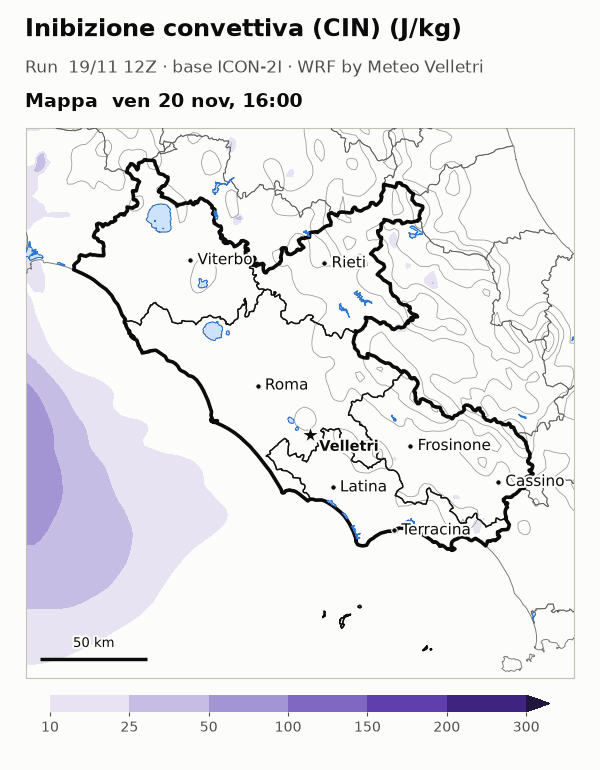 Inibizione convettiva (CIN) (J/kg)
Run  19/11 12Z · base ICON-2I · WRF by Meteo Velletri
Mappa  ven 20 nov, 16:00
Viterbo
Rieti
Roma
Velletri
Frosinone
Latina
Cassino
Terracina
50 km
10 25 50 100 150 200 300